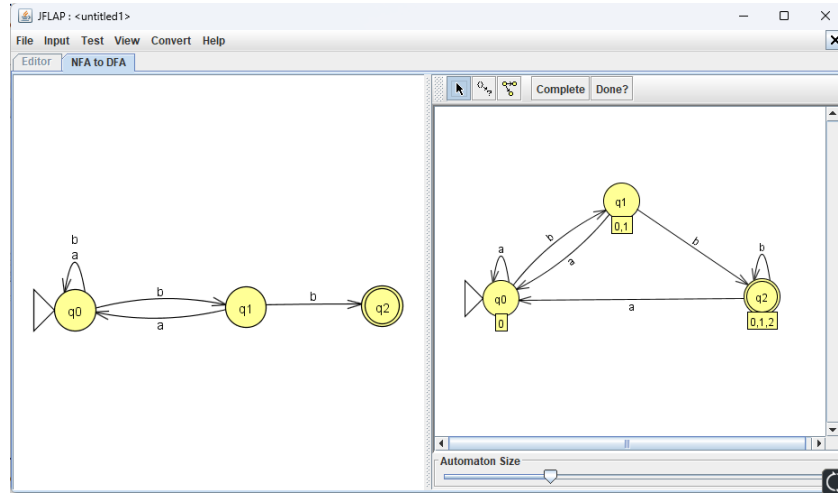 JFLAP : <untitled1>
File Input Test View Convert Help
Editor NFA to DFA
Complete Done?
b
a
q0
b
a
q1
b
q2
a
q0
0
b
a
q1
0,1
b
b
q2
0,1,2
a
Automaton Size